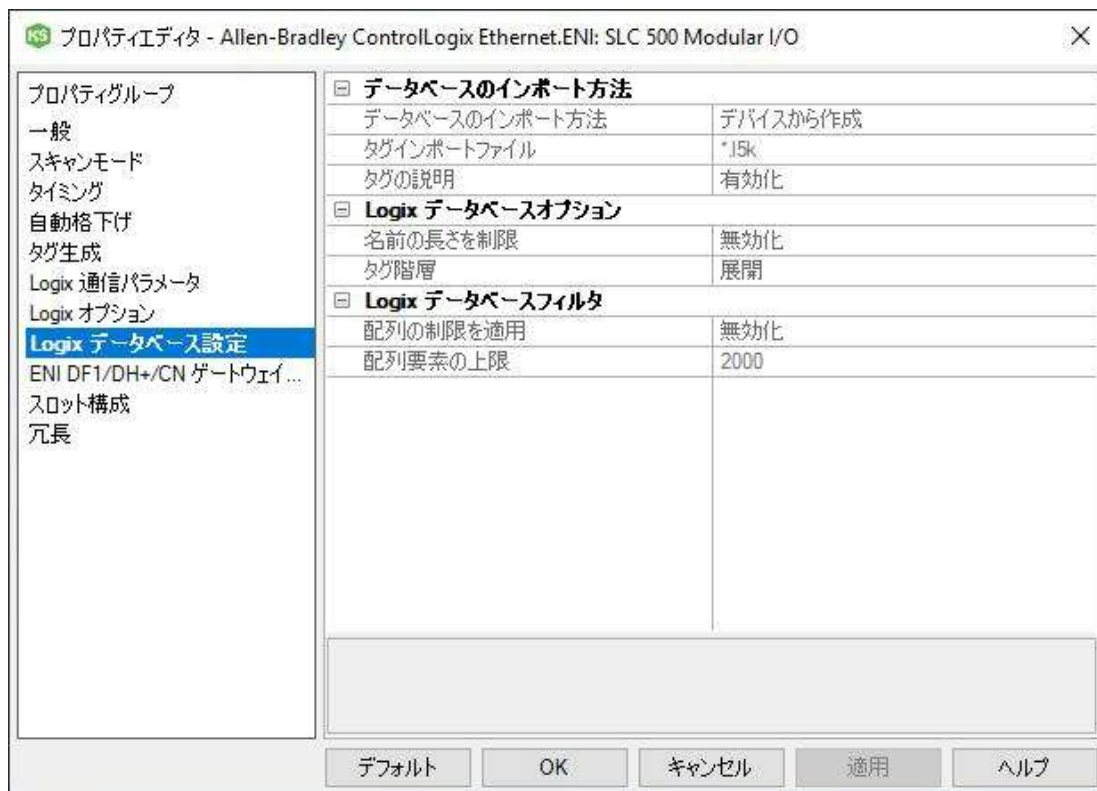 KS プロパティエディタ - Allen-Bradley ControlLogix Ethernet.ENI: SLC 500 Modular I/O
プロパティグループ
一般
スキャンモード
タイミング
自動格下げ
タグ生成
Logix 通信パラメータ
Logix オプション
Logix データベース設定
ENI DF1/DH+/CN ゲートウェイ...
スロット構成
冗長
データベースのインポート方法
データベースのインポート方法 デバイスから作成
タグインポートファイル *.l5k
タグの説明 有効化
Logix データベースオプション
名前の長さを制限 無効化
タグ階層 展開
Logix データベースフィルタ
配列の制限を適用 無効化
配列要素の上限 2000
デフォルト OK キャンセル 適用 ヘルプ